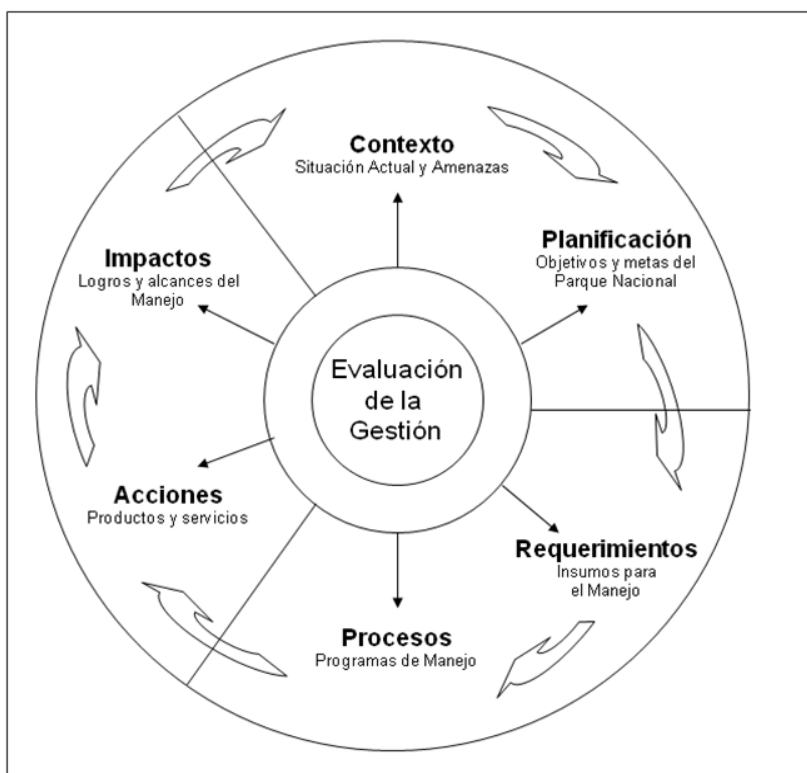 Contexto
Situación Actual y Amenazas
Planificación
Objetivos y metas del
Parque Nacional
Requerimientos
Insumos para
el Manejo
Procesos
Programas de Manejo
Acciones
Productos y servicios
Impactos
Logros y alcances del
Manejo
Evaluación
de la
Gestión